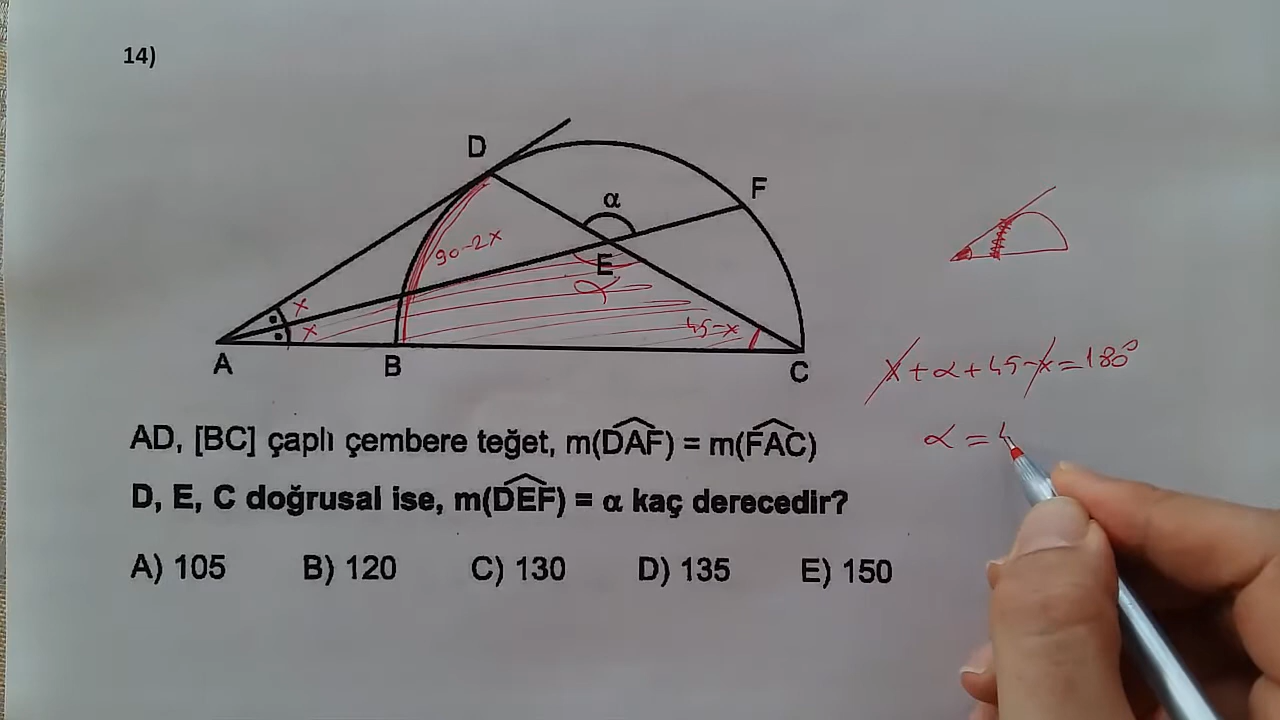 14)
D
F
α
90-2x
E
α
x
x
45-x
A
B
C
x+α+45-x=180°
α=
AD, [BC] çaplı çembere teğet, m(DAF) = m(FAC)
D, E, C doğrusal ise, m(DEF) = α kaç derecedir?
A) 105 B) 120 C) 130 D) 135 E) 150